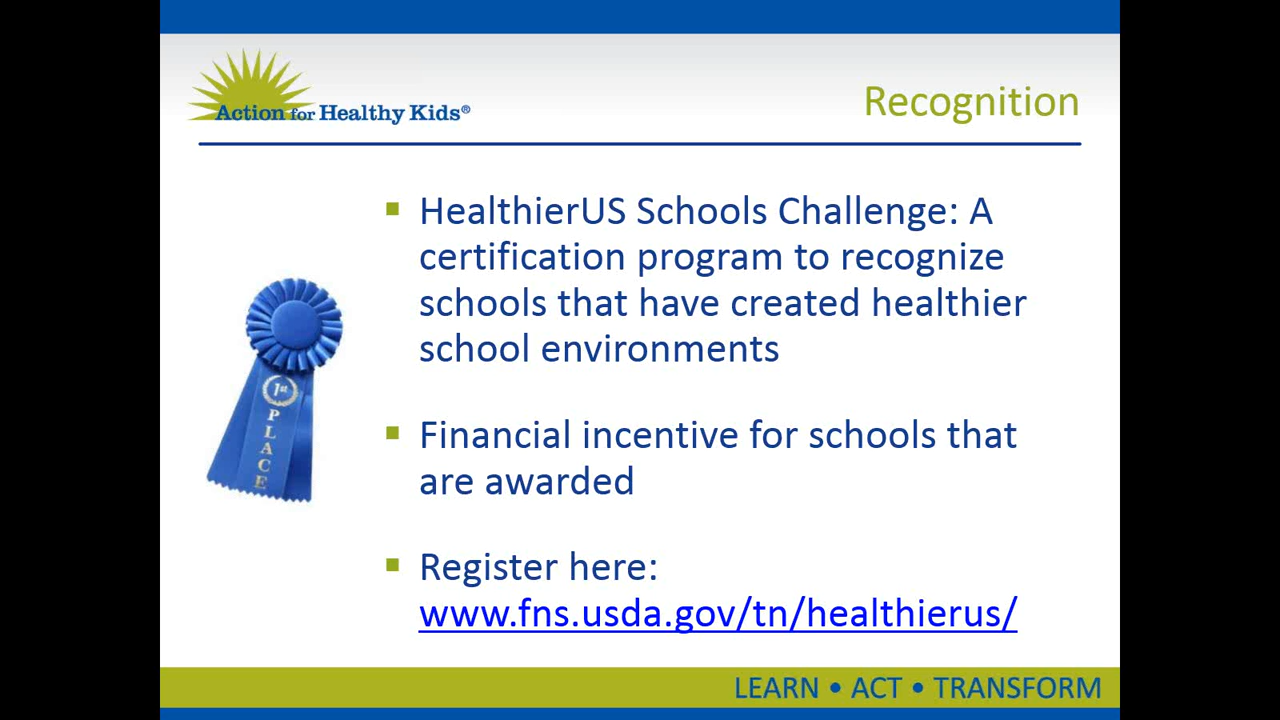 Action for Healthy Kids®
Recognition
▪ HealthierUS Schools Challenge: A
certification program to recognize
schools that have created healthier
school environments
▪ Financial incentive for schools that
are awarded
▪ Register here:
www.fns.usda.gov/tn/healthierus/
1st
PLACE
LEARN • ACT • TRANSFORM